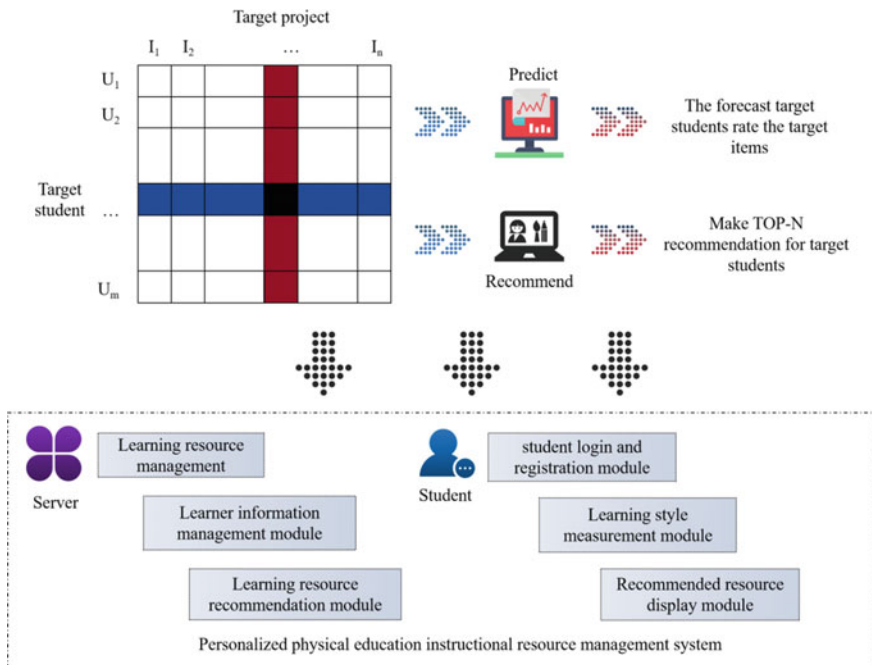 Target project
I1 I2 … In
U1
U2
Target
student
…
Um
Predict
The forecast target
students rate the target
items
Recommend
Make TOP-N
recommendation for target
students
Server
Learning resource
management
Learner information
management module
Learning resource
recommendation module
Student
student login and
registration module
Learning style
measurement module
Recommended resource
display module
Personalized physical education instructional resource management system